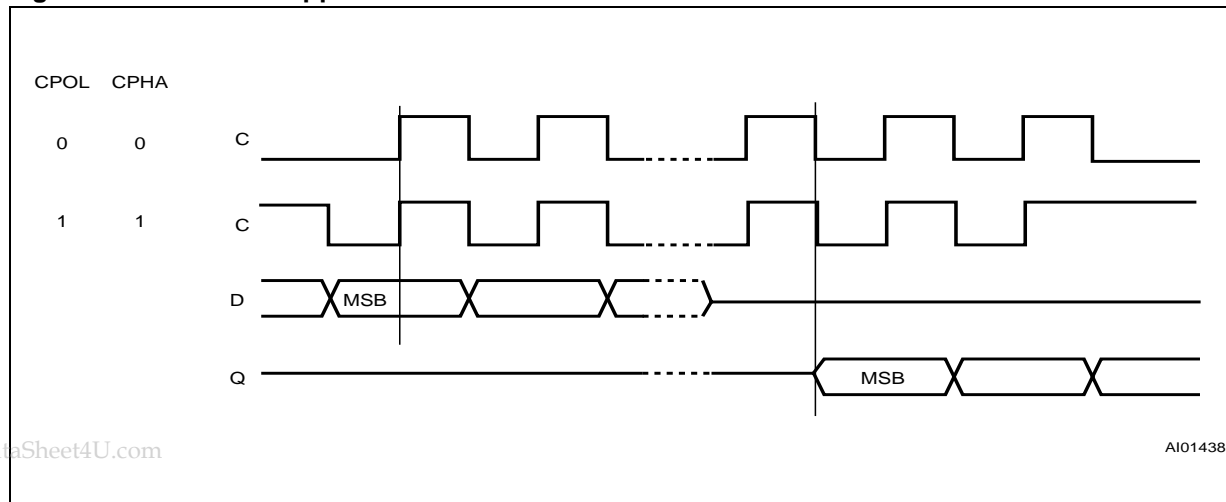 CPOL CPHA
0 0 C
1 1 C
D MSB
Q MSB
taSheet4U.com
AI01438